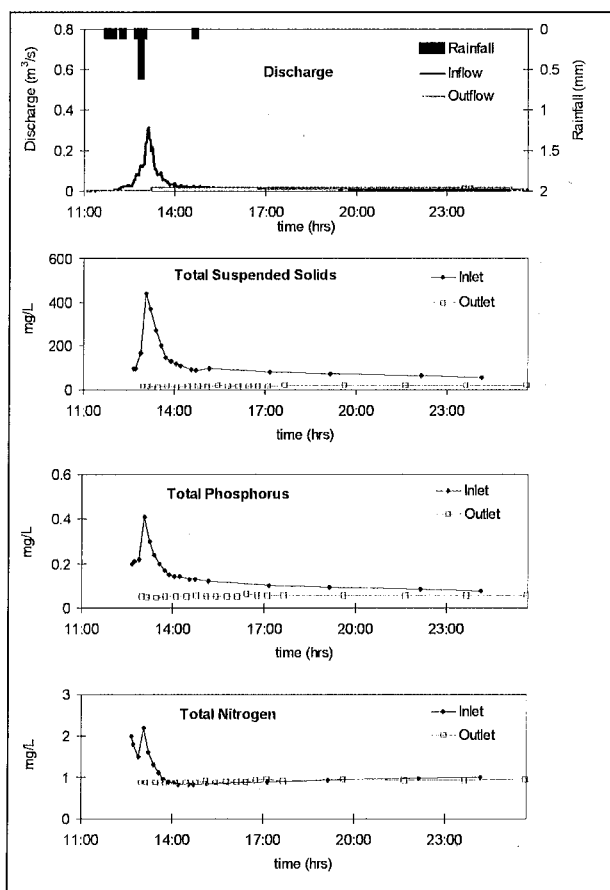 0.8
0.6
0.4
0.2
0
Discharge (m³/s)
Discharge
Rainfall
Inflow
Outflow
0
0.5
1
1.5
2
Rainfall (mm)
11:00 14:00 17:00 20:00 23:00
time (hrs)
600
400
200
0
mg/L
Total Suspended Solids
Inlet
Outlet
11:00 14:00 17:00 20:00 23:00
time (hrs)
0.6
0.4
0.2
0
mg/L
Total Phosphorus
Inlet
Outlet
11:00 14:00 17:00 20:00 23:00
time (hrs)
3
2
1
0
mg/L
Total Nitrogen
Inlet
Outlet
11:00 14:00 17:00 20:00 23:00
time (hrs)